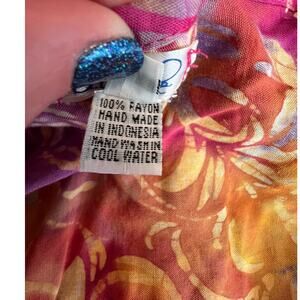 100% RAYON
HAND MADE
IN INDONESIA
HAND WASH IN
COOL WATER